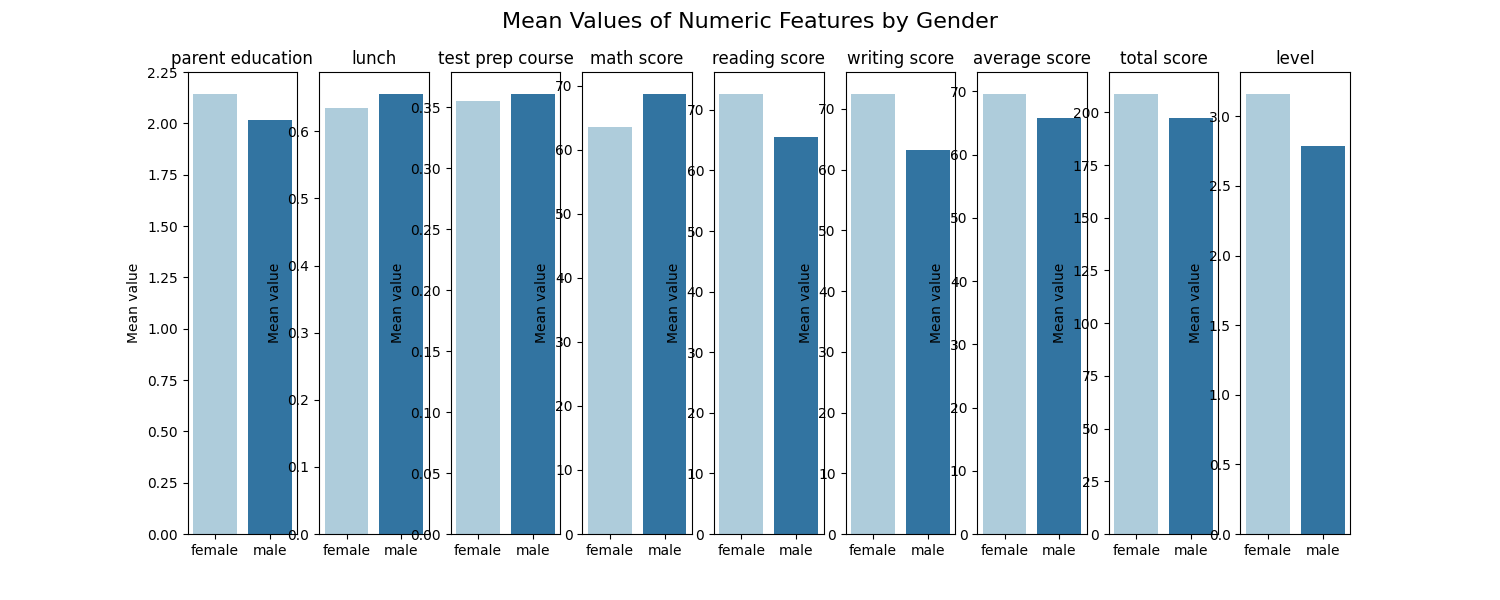 Mean Values of Numeric Features by Gender
parent education
Mean value
2.25
2.00
1.75
1.50
1.25
1.00
0.75
0.50
0.25
0.00
female male
lunch
Mean value
0.6
0.5
0.4
0.3
0.2
0.1
0.0
female male
test prep course
Mean value
0.35
0.30
0.25
0.20
0.15
0.10
0.05
0.00
female male
math score
Mean value
70
60
50
40
30
20
10
0
female male
reading score
Mean value
70
60
50
40
30
20
10
0
female male
writing score
Mean value
70
60
50
40
30
20
10
0
female male
average score
Mean value
70
60
50
40
30
20
10
0
female male
total score
Mean value
200
175
150
125
100
75
50
25
0
female male
level
Mean value
3.0
2.5
2.0
1.5
1.0
0.5
0.0
female male